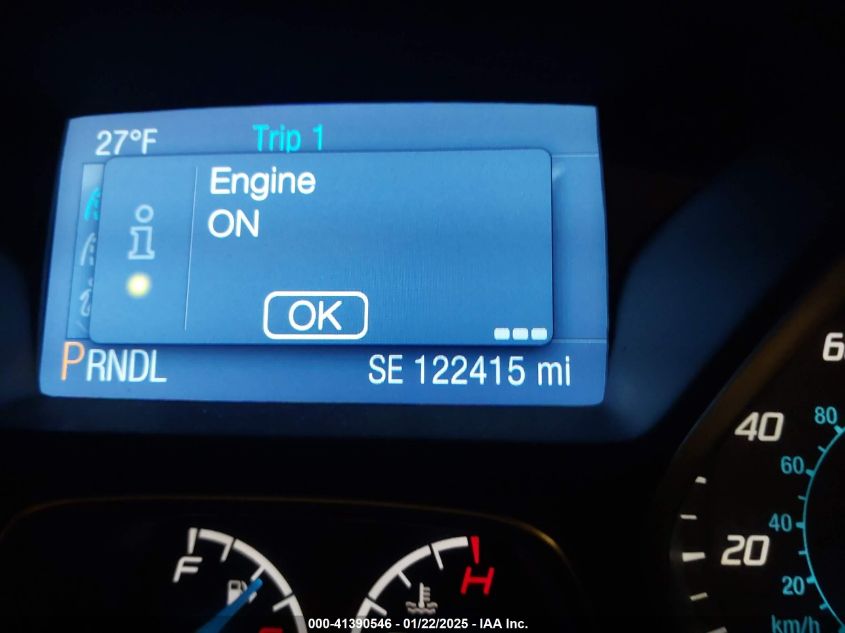 27°F Trip 1
Engine
ON
OK
PRNDL SE 122415 mi
F H
40 80
60
40
20
20
km/h
000-41390546 - 01/22/2025 - IAA Inc.